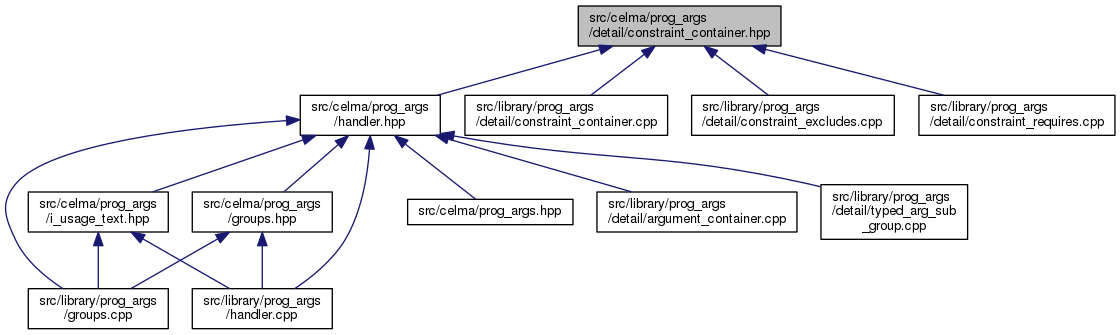 src/celma/prog_args
/detail/constraint_container.hpp
src/celma/prog_args
/handler.hpp
src/library/prog_args
/detail/constraint_container.cpp
src/library/prog_args
/detail/constraint_excludes.cpp
src/library/prog_args
/detail/constraint_requires.cpp
src/celma/prog_args
/i_usage_text.hpp
src/celma/prog_args
/groups.hpp
src/celma/prog_args.hpp
src/library/prog_args
/detail/argument_container.cpp
src/library/prog_args
/detail/typed_arg_sub
_group.cpp
src/library/prog_args
/groups.cpp
src/library/prog_args
/handler.cpp